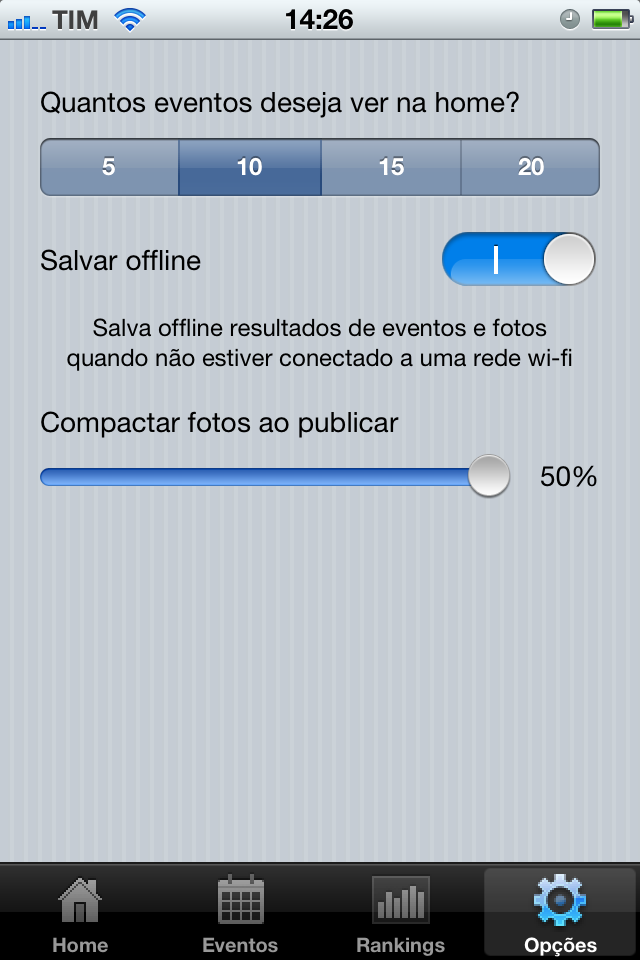 TIM 14:26
Quantos eventos deseja ver na home?
5 10 15 20
Salvar offline
Salva offline resultados de eventos e fotos
quando não estiver conectado a uma rede wi-fi
Compactar fotos ao publicar
50%
Home Eventos Rankings Opções